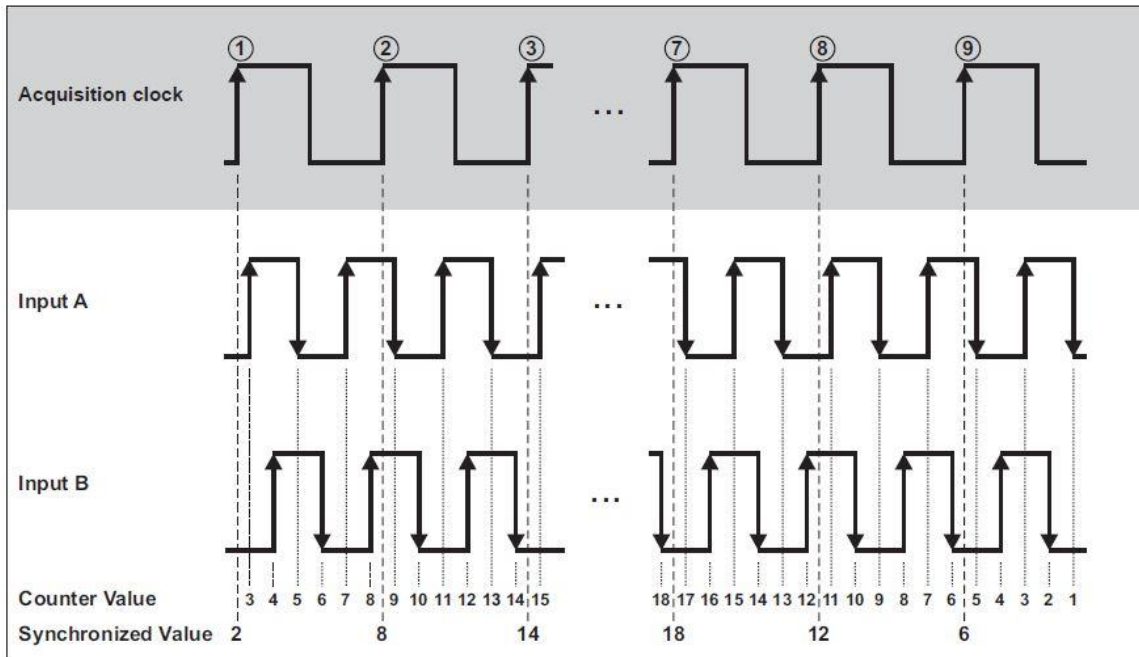 ① ② ③ ⑦ ⑧ ⑨
Acquisition clock
...
Input A
...
Input B
...
Counter Value 3 4 5 6 7 8 9 10 11 12 13 14 15 18 17 16 15 14 13 12 11 10 9 8 7 6 5 4 3 2 1
Synchronized Value 2 8 14 18 12 6